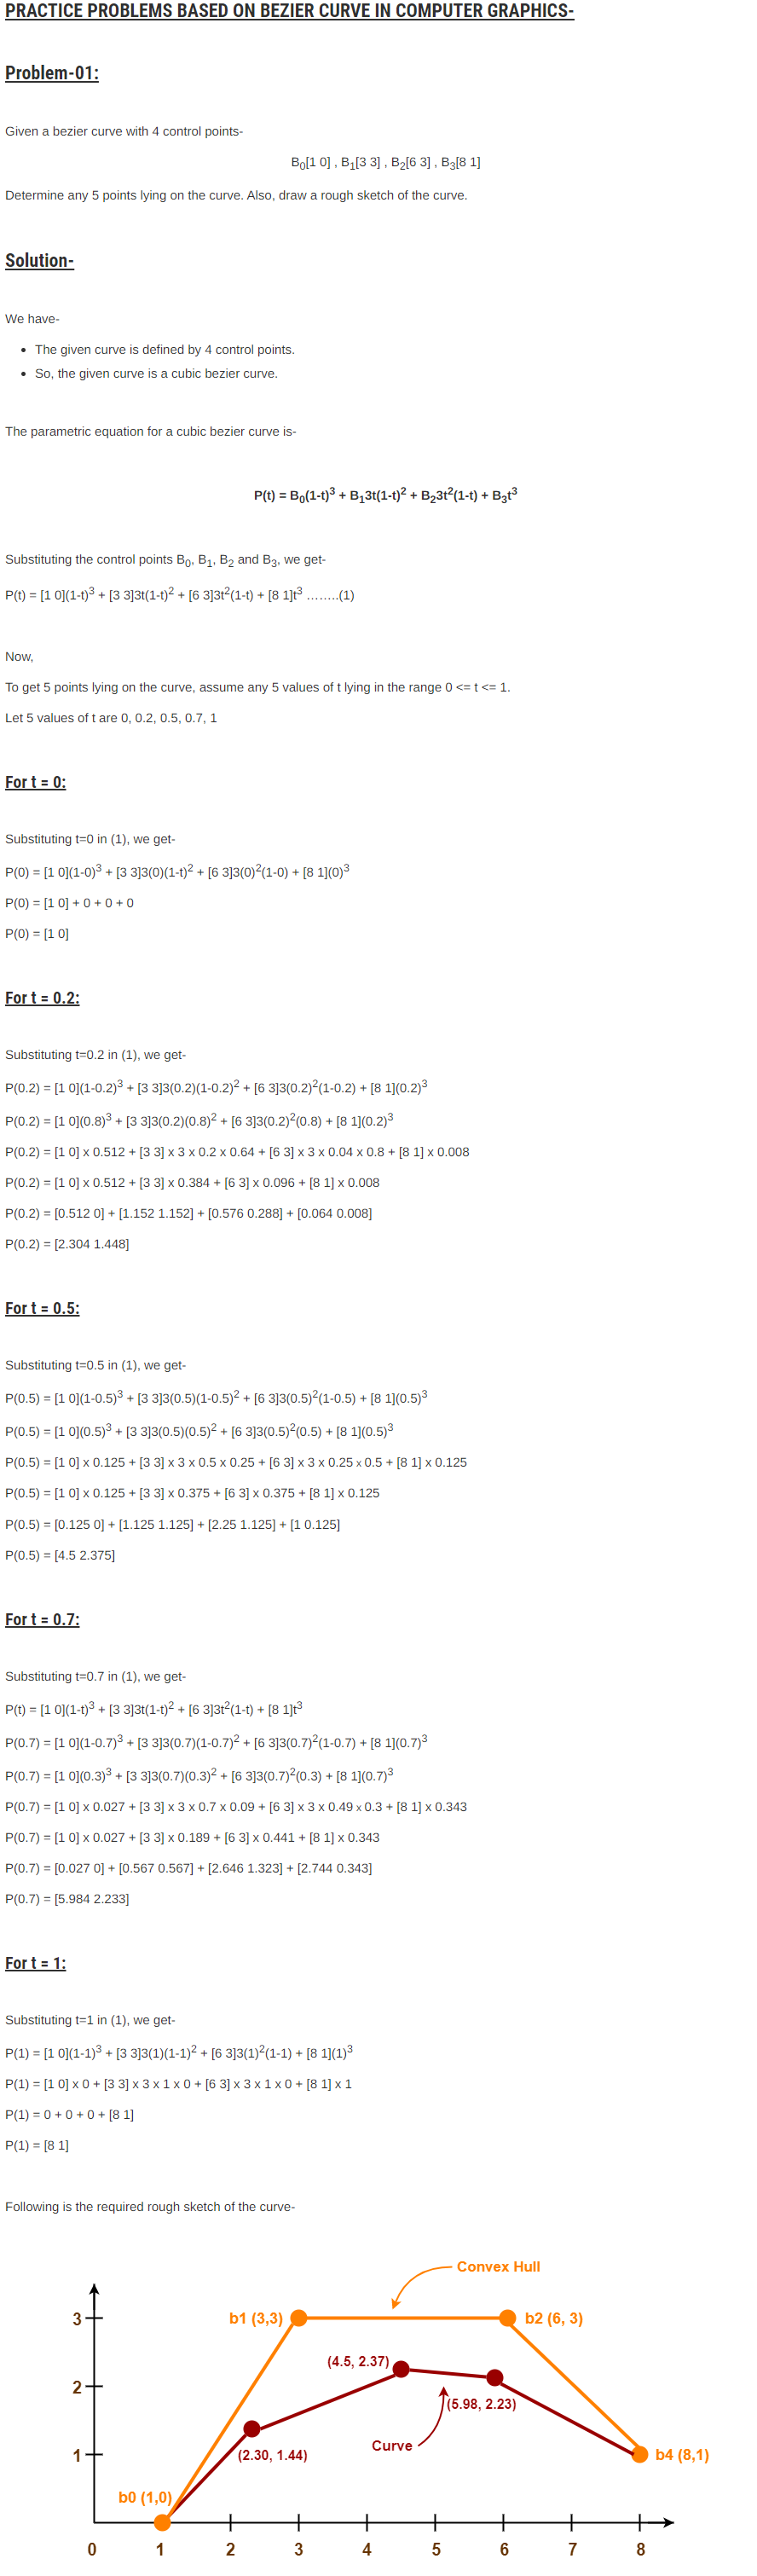 PRACTICE PROBLEMS BASED ON BEZIER CURVE IN COMPUTER GRAPHICS-
Problem-01:
Given a bezier curve with 4 control points-
B₀[1 0] , B₁[3 3] , B₂[6 3] , B₃[8 1]
Determine any 5 points lying on the curve. Also, draw a rough sketch of the curve.
Solution-
We have-
• The given curve is defined by 4 control points.
• So, the given curve is a cubic bezier curve.
The parametric equation for a cubic bezier curve is-
P(t) = B₀(1-t)³ + B₁3t(1-t)² + B₂3t²(1-t) + B₃t³
Substituting the control points B₀, B₁, B₂ and B₃, we get-
P(t) = [1 0](1-t)³ + [3 3]3t(1-t)² + [6 3]3t²(1-t) + [8 1]t³ ……..(1)
Now,
To get 5 points lying on the curve, assume any 5 values of t lying in the range 0 <= t <= 1.
Let 5 values of t are 0, 0.2, 0.5, 0.7, 1
For t = 0:
Substituting t=0 in (1), we get-
P(0) = [1 0](1-0)³ + [3 3]3(0)(1-t)² + [6 3]3(0)²(1-0) + [8 1](0)³
P(0) = [1 0] + 0 + 0 + 0
P(0) = [1 0]
For t = 0.2:
Substituting t=0.2 in (1), we get-
P(0.2) = [1 0](1-0.2)³ + [3 3]3(0.2)(1-0.2)² + [6 3]3(0.2)²(1-0.2) + [8 1](0.2)³
P(0.2) = [1 0](0.8)³ + [3 3]3(0.2)(0.8)² + [6 3]3(0.2)²(0.8) + [8 1](0.2)³
P(0.2) = [1 0] x 0.512 + [3 3] x 3 x 0.2 x 0.64 + [6 3] x 3 x 0.04 x 0.8 + [8 1] x 0.008
P(0.2) = [1 0] x 0.512 + [3 3] x 0.384 + [6 3] x 0.096 + [8 1] x 0.008
P(0.2) = [0.512 0] + [1.152 1.152] + [0.576 0.288] + [0.064 0.008]
P(0.2) = [2.304 1.448]
For t = 0.5:
Substituting t=0.5 in (1), we get-
P(0.5) = [1 0](1-0.5)³ + [3 3]3(0.5)(1-0.5)² + [6 3]3(0.5)²(1-0.5) + [8 1](0.5)³
P(0.5) = [1 0](0.5)³ + [3 3]3(0.5)(0.5)² + [6 3]3(0.5)²(0.5) + [8 1](0.5)³
P(0.5) = [1 0] x 0.125 + [3 3] x 3 x 0.5 x 0.25 + [6 3] x 3 x 0.25 x 0.5 + [8 1] x 0.125
P(0.5) = [1 0] x 0.125 + [3 3] x 0.375 + [6 3] x 0.375 + [8 1] x 0.125
P(0.5) = [0.125 0] + [1.125 1.125] + [2.25 1.125] + [1 0.125]
P(0.5) = [4.5 2.375]
For t = 0.7:
Substituting t=0.7 in (1), we get-
P(t) = [1 0](1-t)³ + [3 3]3t(1-t)² + [6 3]3t²(1-t) + [8 1]t³
P(0.7) = [1 0](1-0.7)³ + [3 3]3(0.7)(1-0.7)² + [6 3]3(0.7)²(1-0.7) + [8 1](0.7)³
P(0.7) = [1 0](0.3)³ + [3 3]3(0.7)(0.3)² + [6 3]3(0.7)²(0.3) + [8 1](0.7)³
P(0.7) = [1 0] x 0.027 + [3 3] x 3 x 0.7 x 0.09 + [6 3] x 3 x 0.49 x 0.3 + [8 1] x 0.343
P(0.7) = [1 0] x 0.027 + [3 3] x 0.189 + [6 3] x 0.441 + [8 1] x 0.343
P(0.7) = [0.027 0] + [0.567 0.567] + [2.646 1.323] + [2.744 0.343]
P(0.7) = [5.984 2.233]
For t = 1:
Substituting t=1 in (1), we get-
P(1) = [1 0](1-1)³ + [3 3]3(1)(1-1)² + [6 3]3(1)²(1-1) + [8 1](1)³
P(1) = [1 0] x 0 + [3 3] x 3 x 1 x 0 + [6 3] x 3 x 1 x 0 + [8 1] x 1
P(1) = 0 + 0 + 0 + [8 1]
P(1) = [8 1]
Following is the required rough sketch of the curve-
Convex Hull
3 b1 (3,3) b2 (6, 3)
(4.5, 2.37)
2
(5.98, 2.23)
Curve
1 (2.30, 1.44) b4 (8,1)
b0 (1,0)
0 1 2 3 4 5 6 7 8